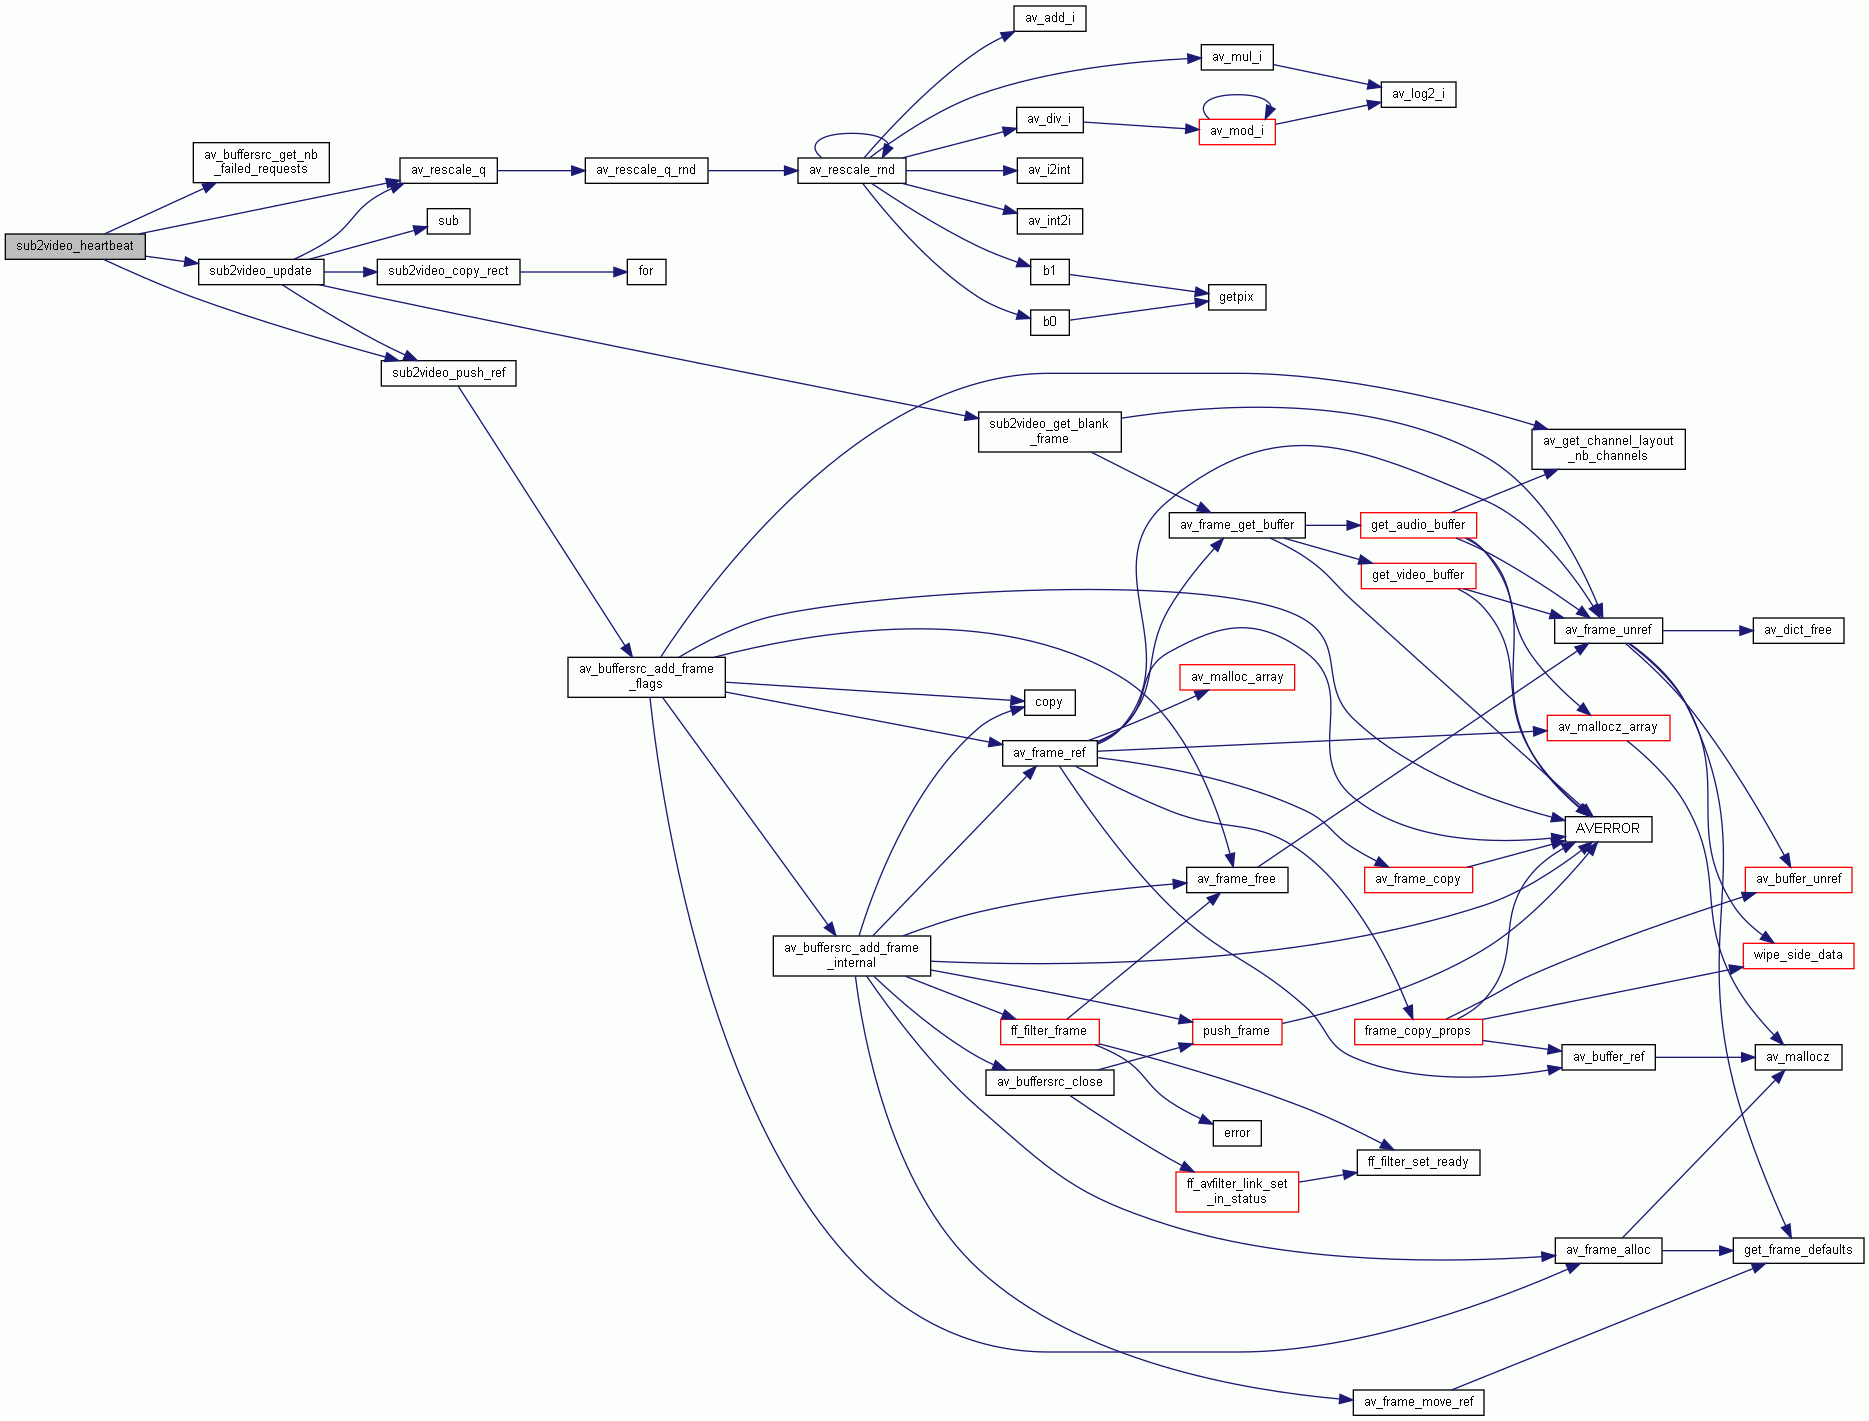 av_add_i
av_mul_i
av_log2_i
av_div_i
av_mod_i
av_buffersrc_get_nb
_failed_requests
av_rescale_q
av_rescale_q_rnd
av_rescale_rnd
av_i2int
sub
av_int2i
sub2video_heartbeat
sub2video_update
sub2video_copy_rect
for
b1
getpix
b0
sub2video_push_ref
sub2video_get_blank
_frame
av_get_channel_layout
_nb_channels
av_frame_get_buffer
get_audio_buffer
get_video_buffer
av_frame_unref
av_dict_free
av_buffersrc_add_frame
_flags
av_malloc_array
copy
av_mallocz_array
av_frame_ref
AVERROR
av_frame_free
av_frame_copy
av_buffer_unref
av_buffersrc_add_frame
_internal
wipe_side_data
ff_filter_frame
push_frame
frame_copy_props
av_buffer_ref
av_mallocz
av_buffersrc_close
error
ff_filter_set_ready
ff_avfilter_link_set
_in_status
av_frame_alloc
get_frame_defaults
av_frame_move_ref